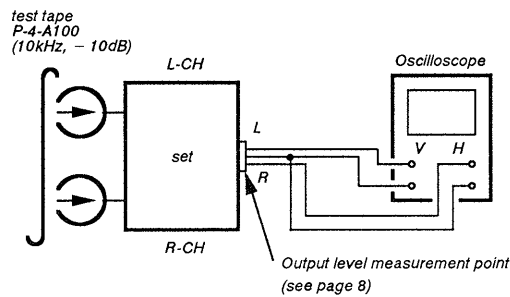 test tape
P-4-A100
(10kHz, – 10dB)
L-CH
Oscilloscope
L
V H
set
R
R-CH
Output level measurement point
(see page 8)